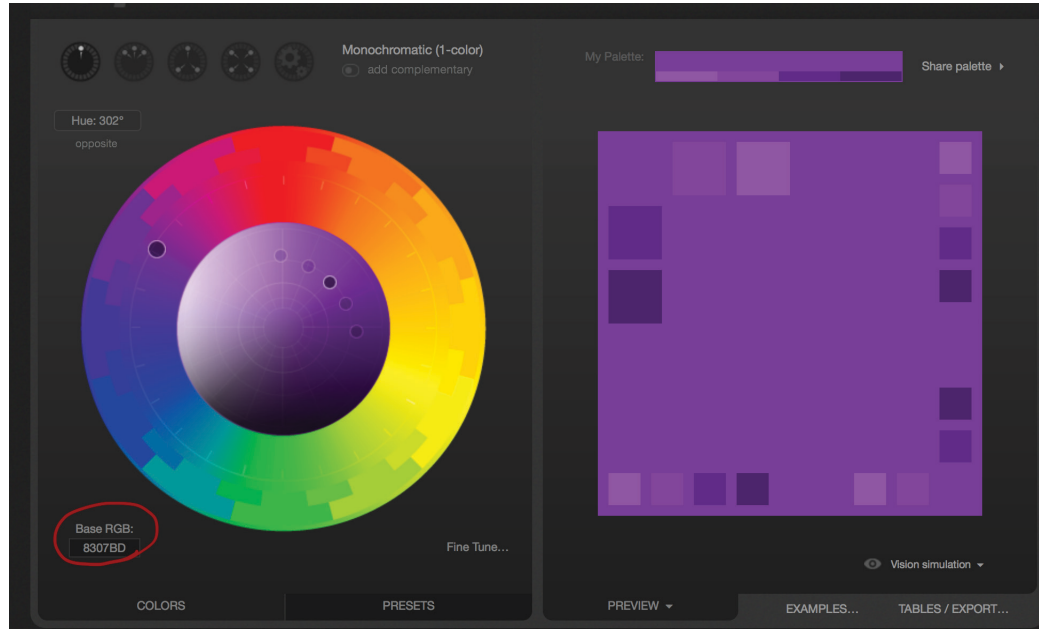 Monochromatic (1-color)
add complementary
Hue: 302°
opposite
Base RGB:
8307BD
Fine Tune...
COLORS
PRESETS
My Palette:
Share palette
Vision simulation
PREVIEW
EXAMPLES...
TABLES / EXPORT...